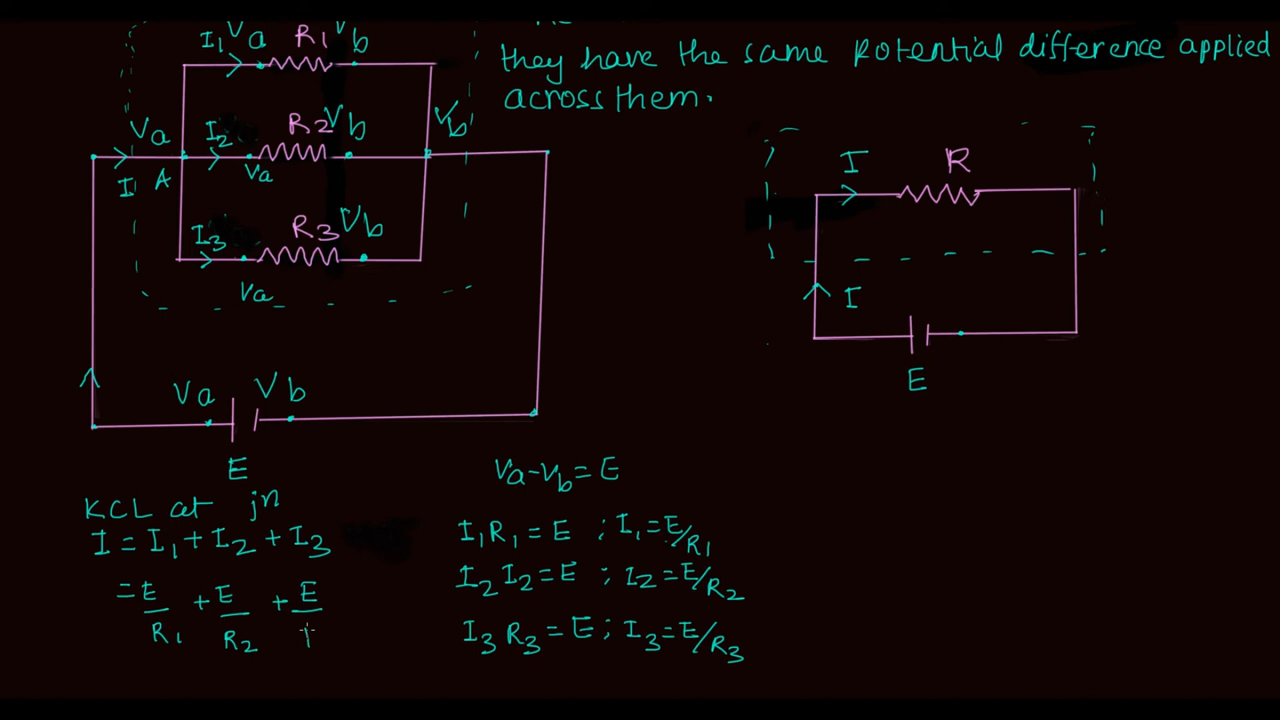 they have the same potential difference applied
across them.
I1 Va R1 Vb
Va I2 R2 Vb Vb
I A Va
I3 R3 Vb
Va
Va Vb
E
I R
I
E
KCL at jn
I = I1 + I2 + I3
= E/R1 + E/R2 + E/
Va-Vb = E
I1R1 = E ; I1 = E/R1
I2 I2 = E ; I2 = E/R2
I3 R3 = E ; I3 = E/R3